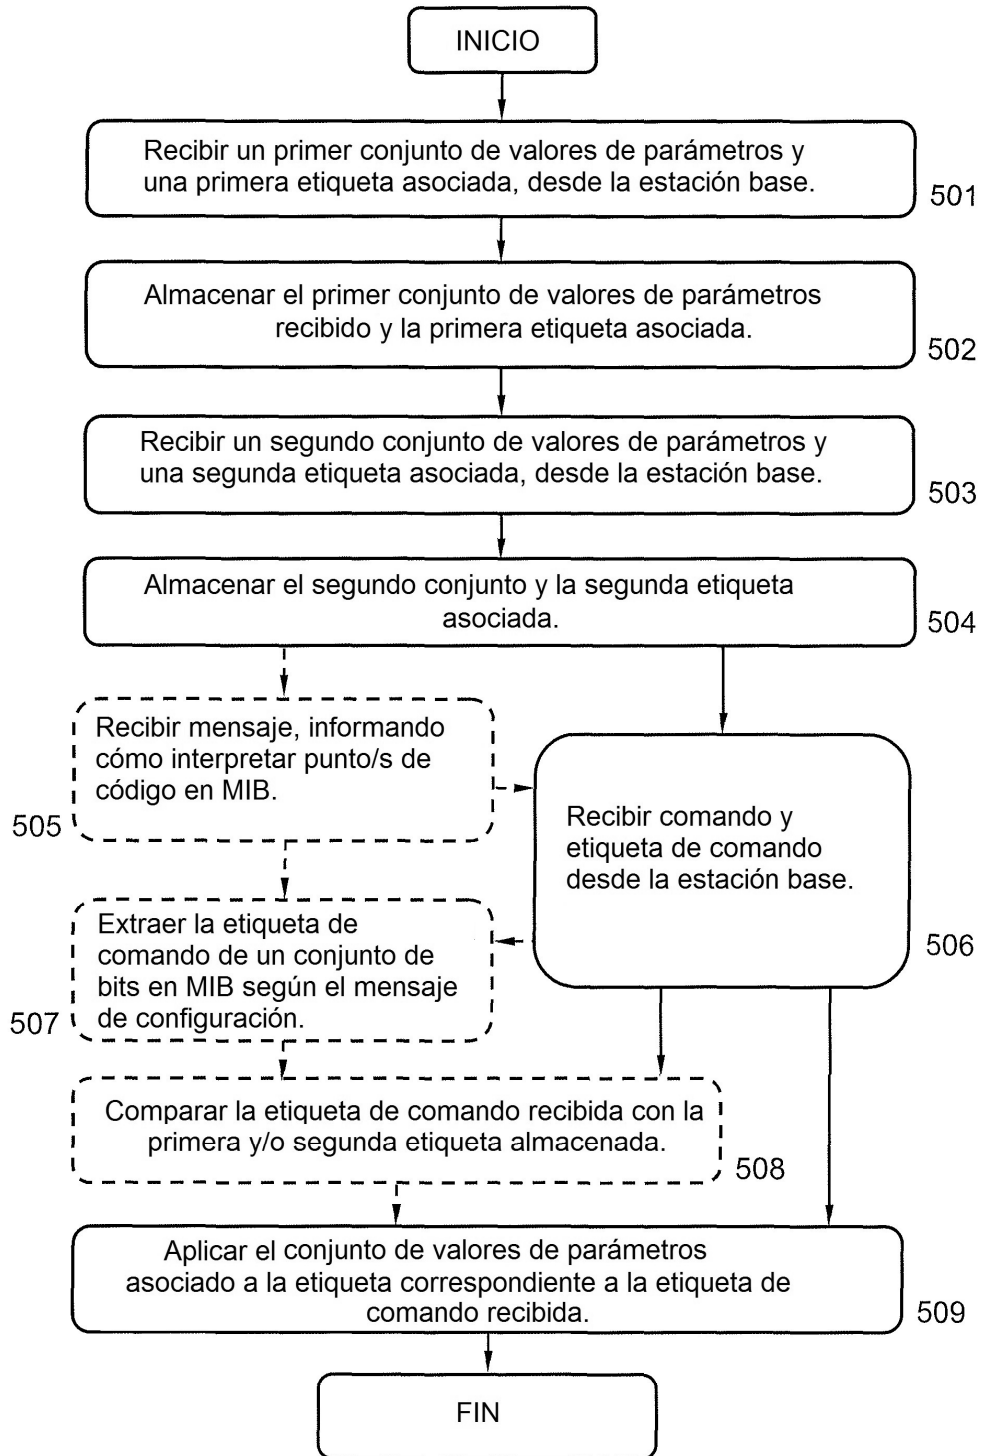 INICIO
Recibir un primer conjunto de valores de parámetros y
una primera etiqueta asociada, desde la estación base.
501
Almacenar el primer conjunto de valores de parámetros
recibido y la primera etiqueta asociada.
502
Recibir un segundo conjunto de valores de parámetros y
una segunda etiqueta asociada, desde la estación base.
503
Almacenar el segundo conjunto y la segunda etiqueta
asociada.
504
Recibir mensaje, informando
cómo interpretar punto/s de
código en MIB.
505
Recibir comando y
etiqueta de comando
desde la estación base.
506
Extraer la etiqueta de
comando de un conjunto de
bits en MIB según el mensaje
de configuración.
507
Comparar la etiqueta de comando recibida con la
primera y/o segunda etiqueta almacenada.
508
Aplicar el conjunto de valores de parámetros
asociado a la etiqueta correspondiente a la etiqueta de
comando recibida.
509
FIN